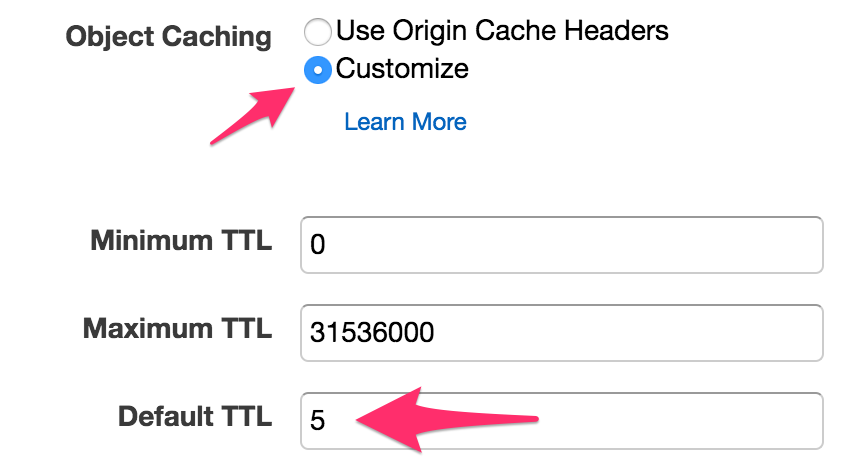 Object Caching
Use Origin Cache Headers
Customize
Learn More
Minimum TTL 0
Maximum TTL 31536000
Default TTL 5